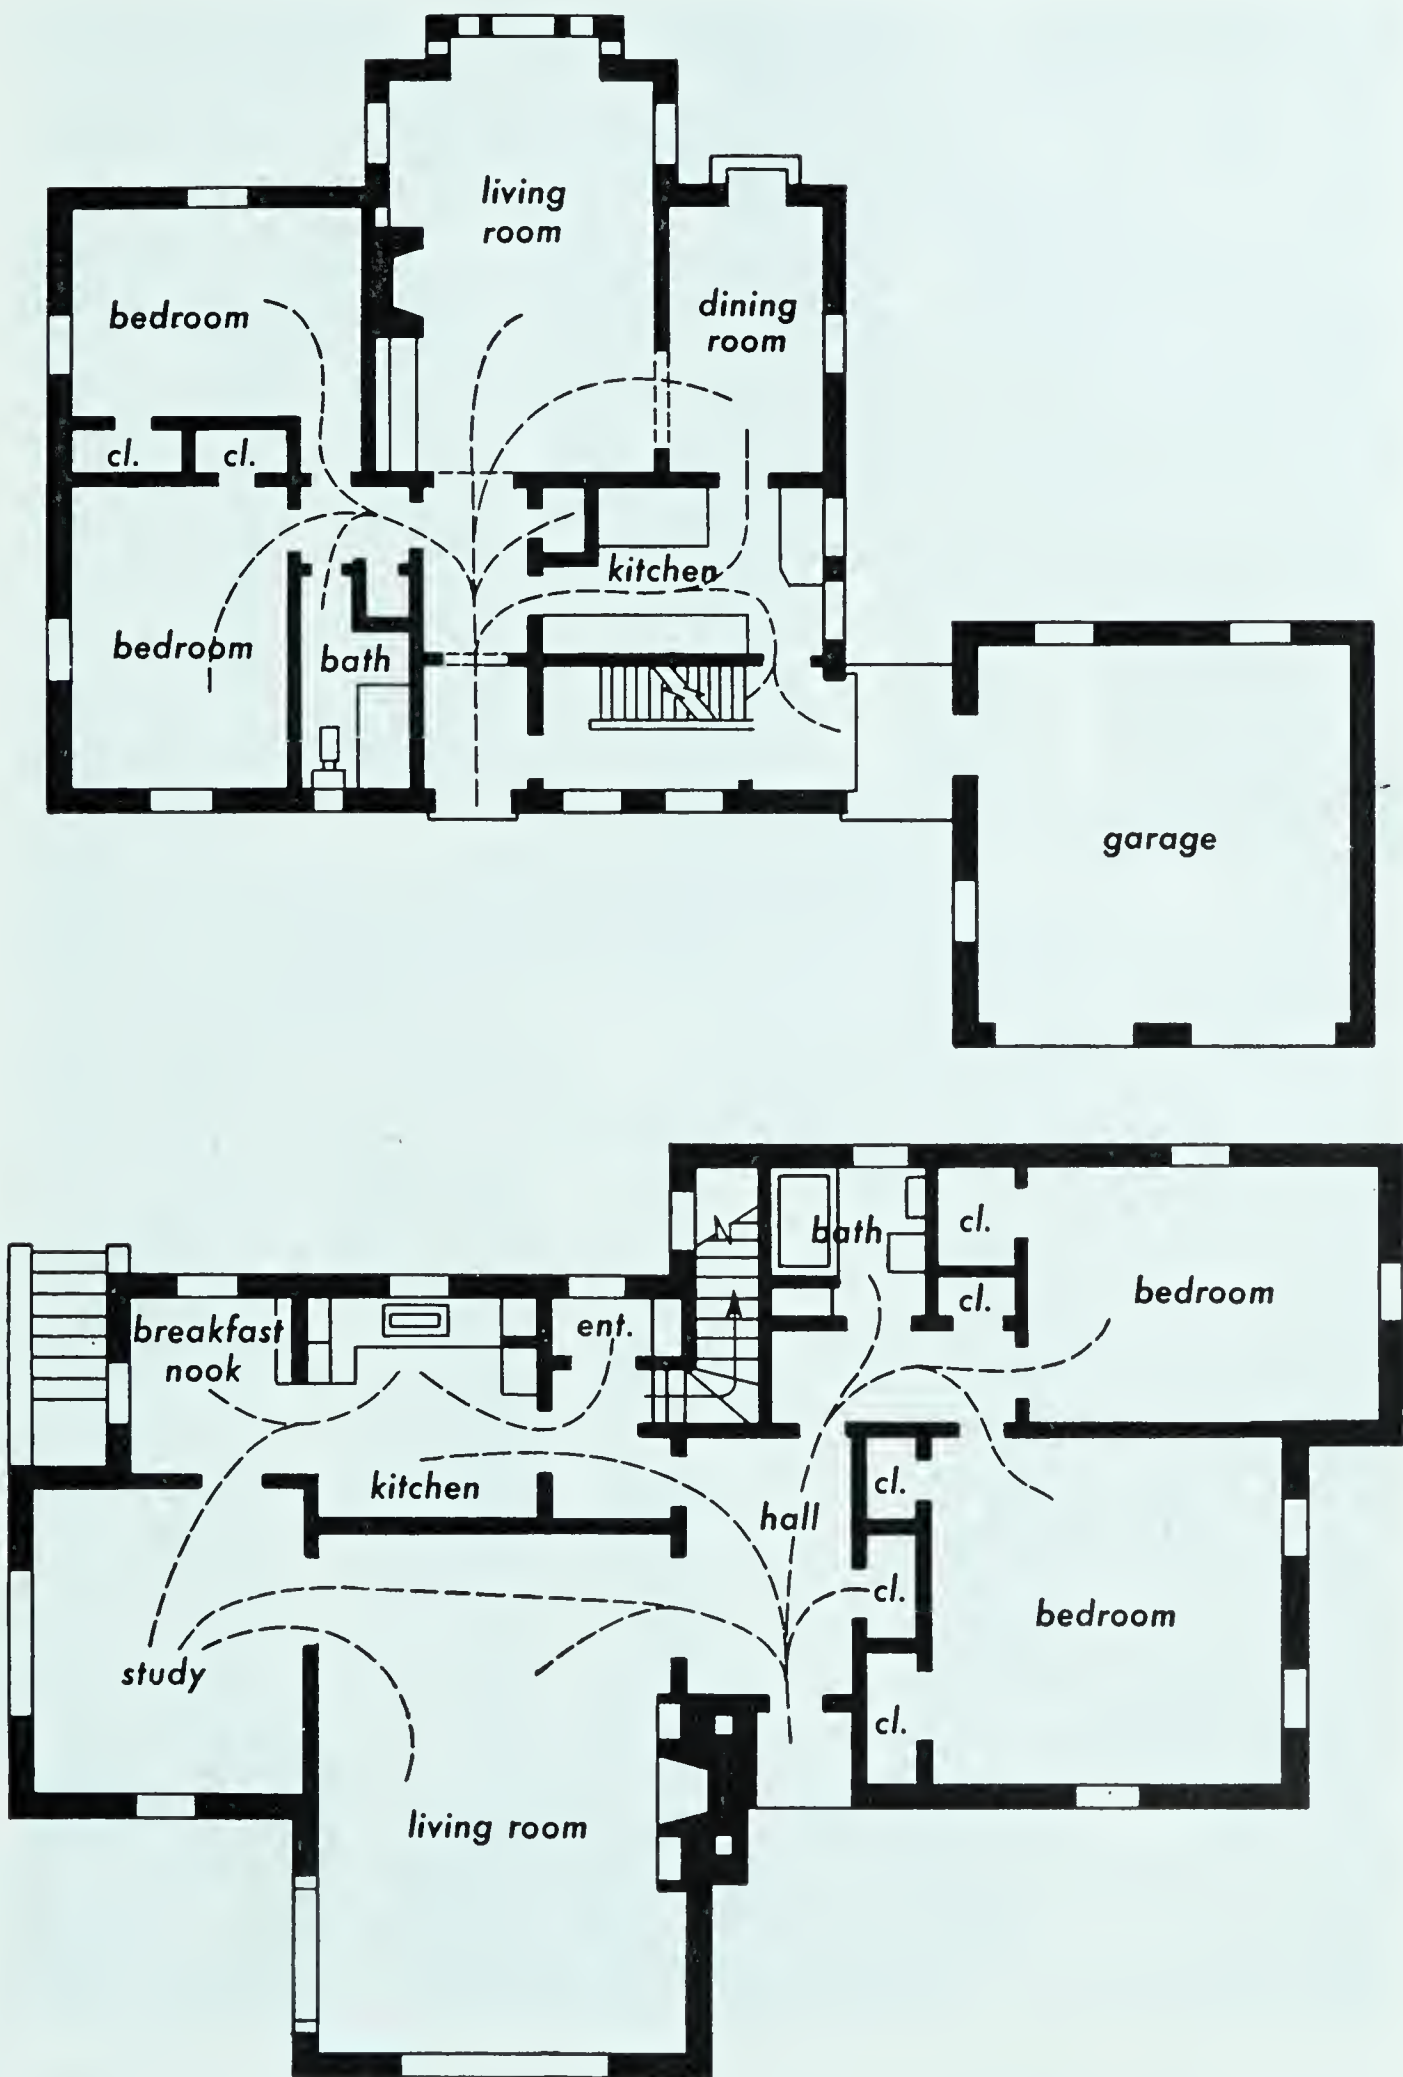 living
room
bedroom
dining
room
cl.
cl.
kitchen
bedroom
bath
garage
bath
cl.
bedroom
cl.
breakfast
nook
ent.
kitchen
cl.
hall
cl.
bedroom
study
cl.
living room